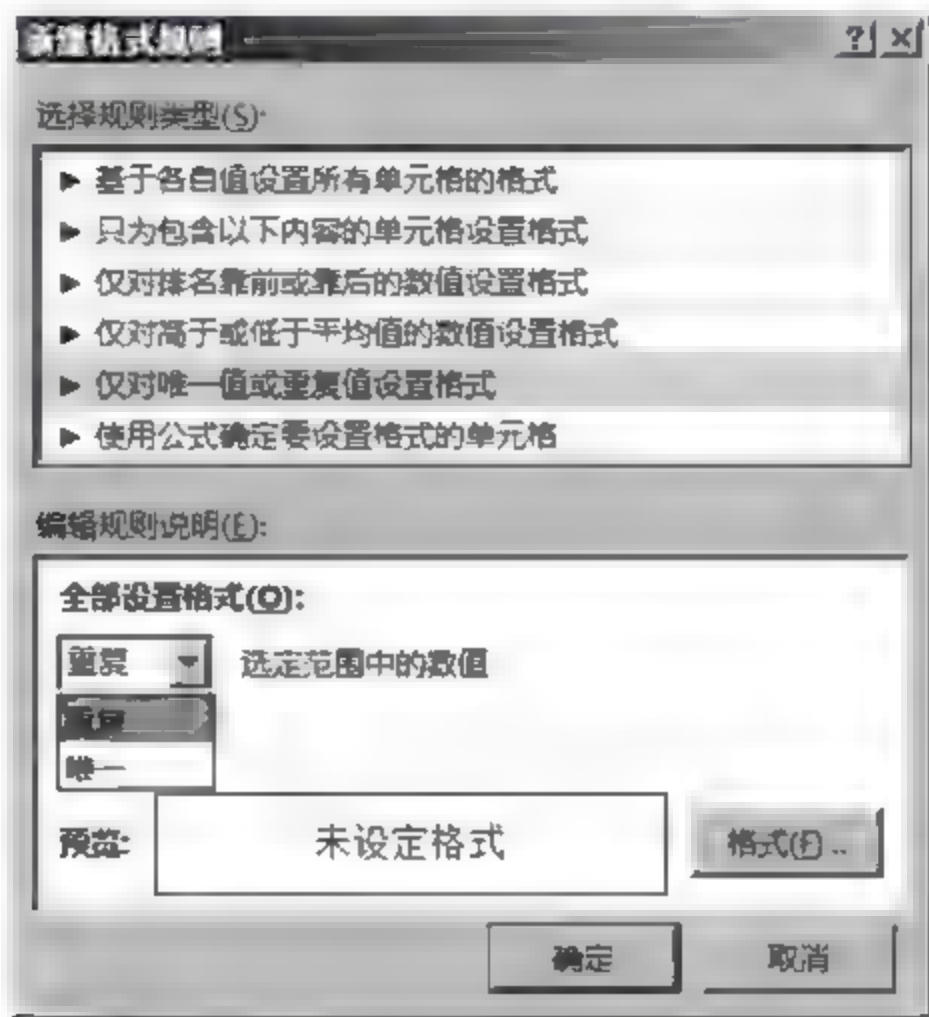 新建格式规则
选择规则类型(S):
► 基于各自值设置所有单元格的格式
► 只为包含以下内容的单元格设置格式
► 仅对排名靠前或靠后的数值设置格式
► 仅对高于或低于平均值的数值设置格式
► 仅对唯一值或重复值设置格式
► 使用公式确定要设置格式的单元格
编辑规则说明(E):
全部设置格式(O):
重复 选定范围中的数值
重复
唯一
预览: 未设定格式 格式(F)..
确定 取消